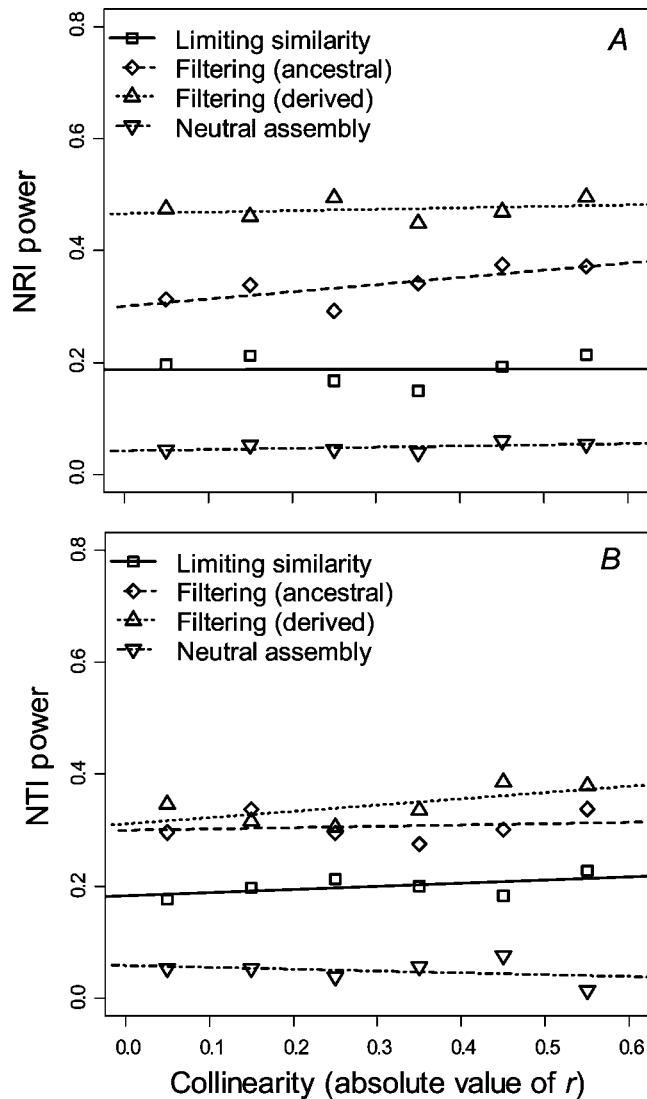 A
Limiting similarity
Filtering (ancestral)
Filtering (derived)
Neutral assembly
NRI power
0.8
0.6
0.4
0.2
0.0
B
Limiting similarity
Filtering (ancestral)
Filtering (derived)
Neutral assembly
NTI power
0.8
0.6
0.4
0.2
0.0
0.0 0.1 0.2 0.3 0.4 0.5 0.6
Collinearity (absolute value of r)